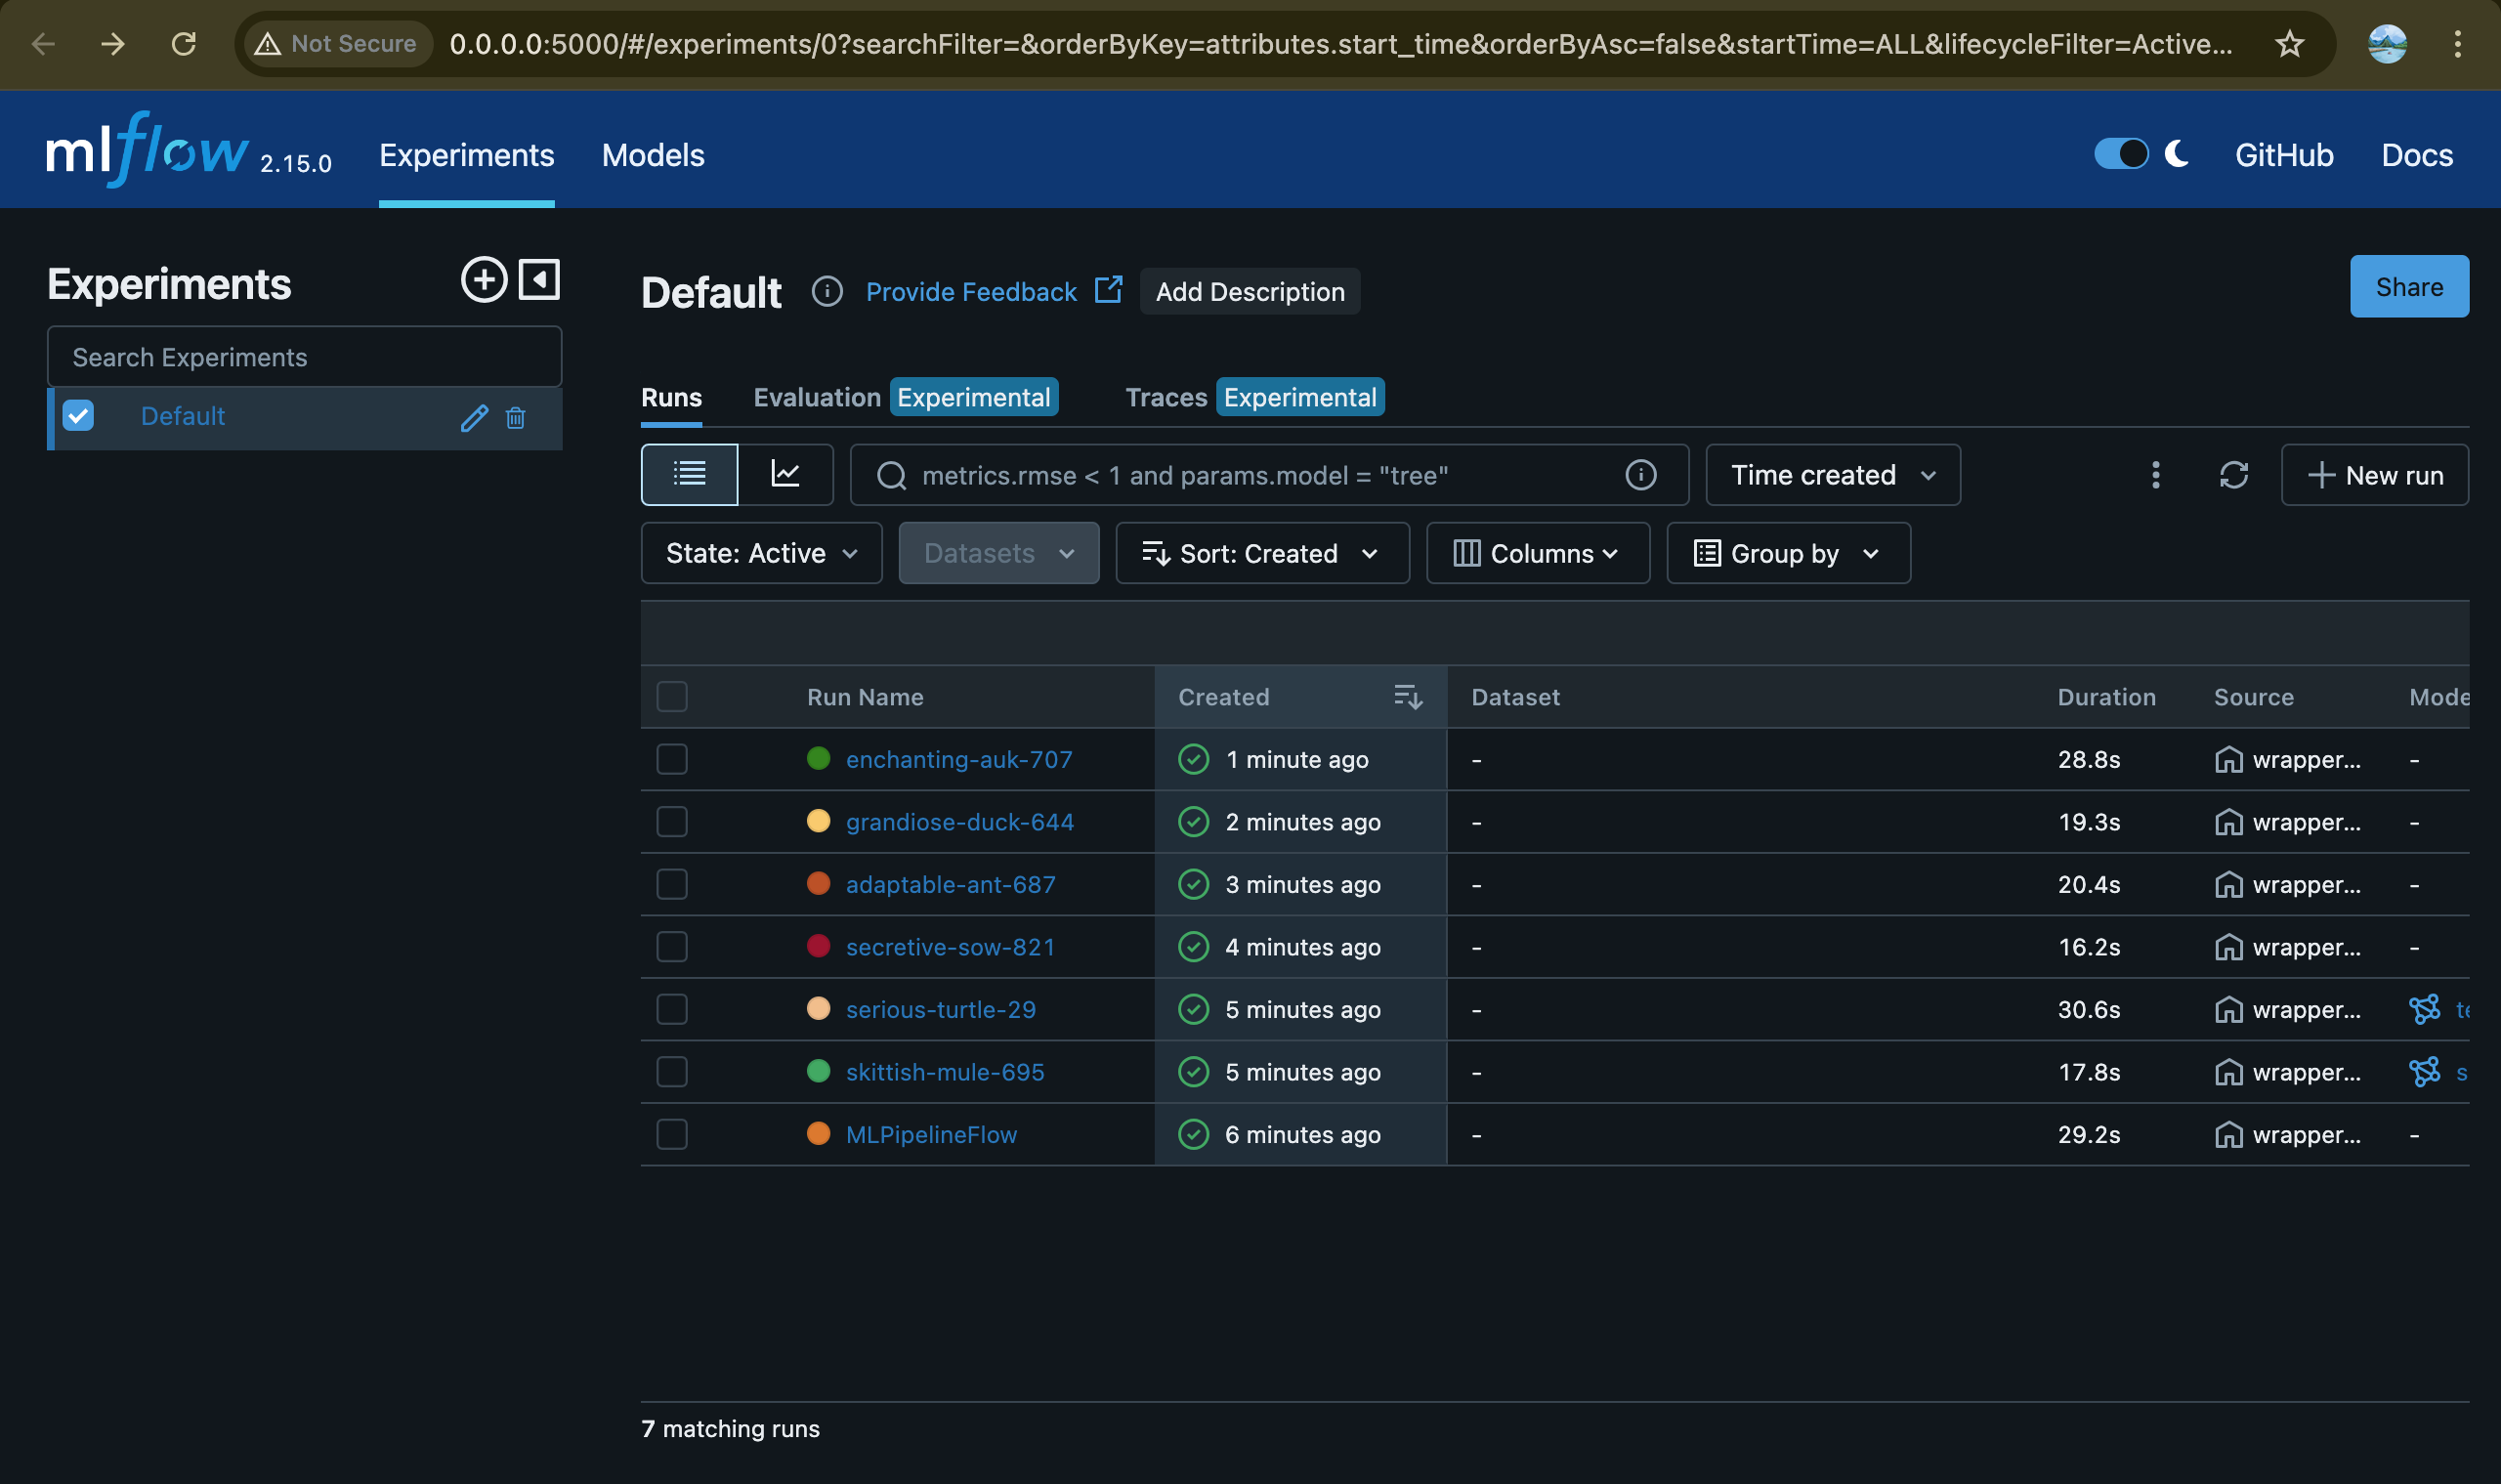 Not Secure 0.0.0.0:5000/#/experiments/0?searchFilter=&orderByKey=attributes.start_time&orderByAsc=false&startTime=ALL&lifecycleFilter=Active...
mlflow 2.15.0 Experiments Models GitHub Docs
Experiments
Search Experiments
Default
Default Provide Feedback Add Description Share
Runs Evaluation Experimental Traces Experimental
metrics.rmse < 1 and params.model = "tree" Time created New run
State: Active Datasets Sort: Created Columns Group by
Run Name Created Dataset Duration Source Mode
enchanting-auk-707 1 minute ago - 28.8s wrapper... -
grandiose-duck-644 2 minutes ago - 19.3s wrapper... -
adaptable-ant-687 3 minutes ago - 20.4s wrapper... -
secretive-sow-821 4 minutes ago - 16.2s wrapper... -
serious-turtle-29 5 minutes ago - 30.6s wrapper...
skittish-mule-695 5 minutes ago - 17.8s wrapper... s
MLPipelineFlow 6 minutes ago - 29.2s wrapper... -
7 matching runs